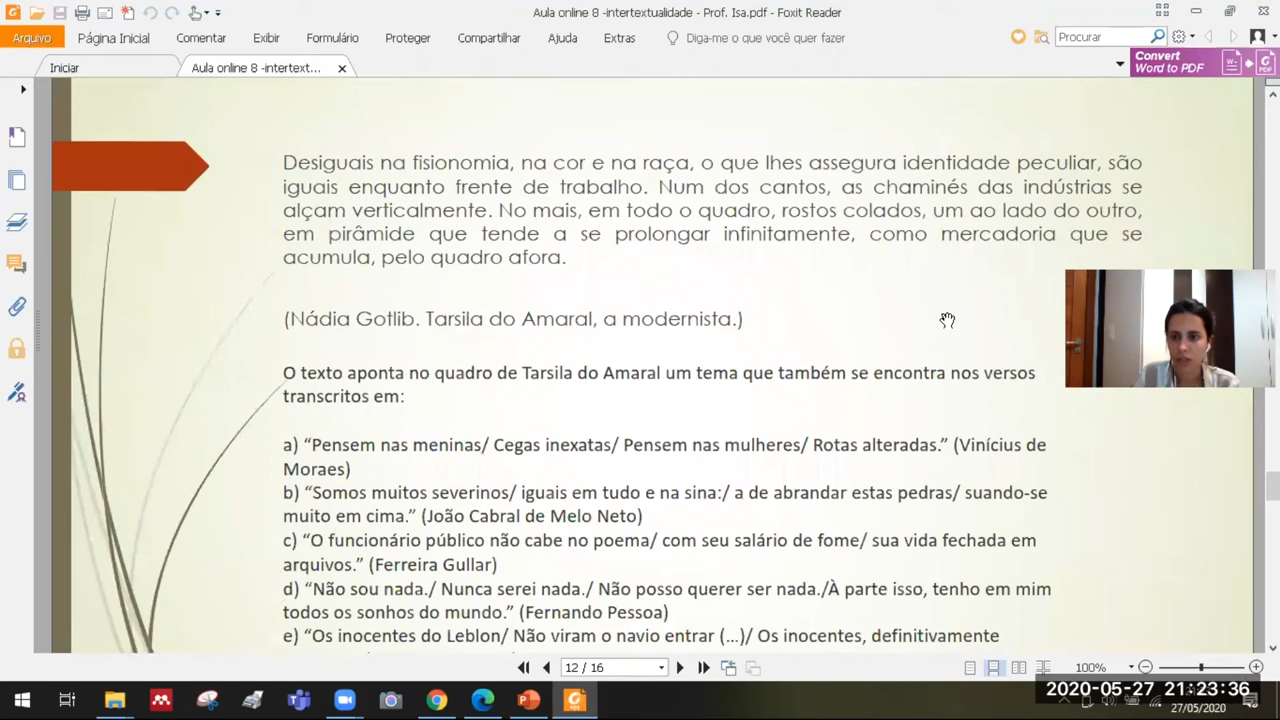 Aula online 8 -intertextualidade - Prof. Isa.pdf - Foxit Reader
Arquivo Página Inicial Comentar Exibir Formulário Proteger Compartilhar Ajuda Extras Diga-me o que você quer fazer Procurar
Iniciar Aula online 8 -intertext... Convert
Word to PDF
Desiguais na fisionomia, na cor e na raça, o que lhes assegura identidade peculiar, são
iguais enquanto frente de trabalho. Num dos cantos, as chaminés das indústrias se
alçam verticalmente. No mais, em todo o quadro, rostos colados, um ao lado do outro,
em pirâmide que tende a se prolongar infinitamente, como mercadoria que se
acumula, pelo quadro afora.
(Nádia Gotlib. Tarsila do Amaral, a modernista.)
O texto aponta no quadro de Tarsila do Amaral um tema que também se encontra nos versos
transcritos em:
a) “Pensem nas meninas/ Cegas inexatas/ Pensem nas mulheres/ Rotas alteradas.” (Vinícius de
Moraes)
b) “Somos muitos severinos/ iguais em tudo e na sina:/ a de abrandar estas pedras/ suando-se
muito em cima.” (João Cabral de Melo Neto)
c) “O funcionário público não cabe no poema/ com seu salário de fome/ sua vida fechada em
arquivos.” (Ferreira Gullar)
d) “Não sou nada./ Nunca serei nada./ Não posso querer ser nada./À parte isso, tenho em mim
todos os sonhos do mundo.” (Fernando Pessoa)
e) “Os inocentes do Leblon/ Não viram o navio entrar (...)/ Os inocentes, definitivamente
12 / 16 100%
2020-05-27 21:23:36
27/05/2020